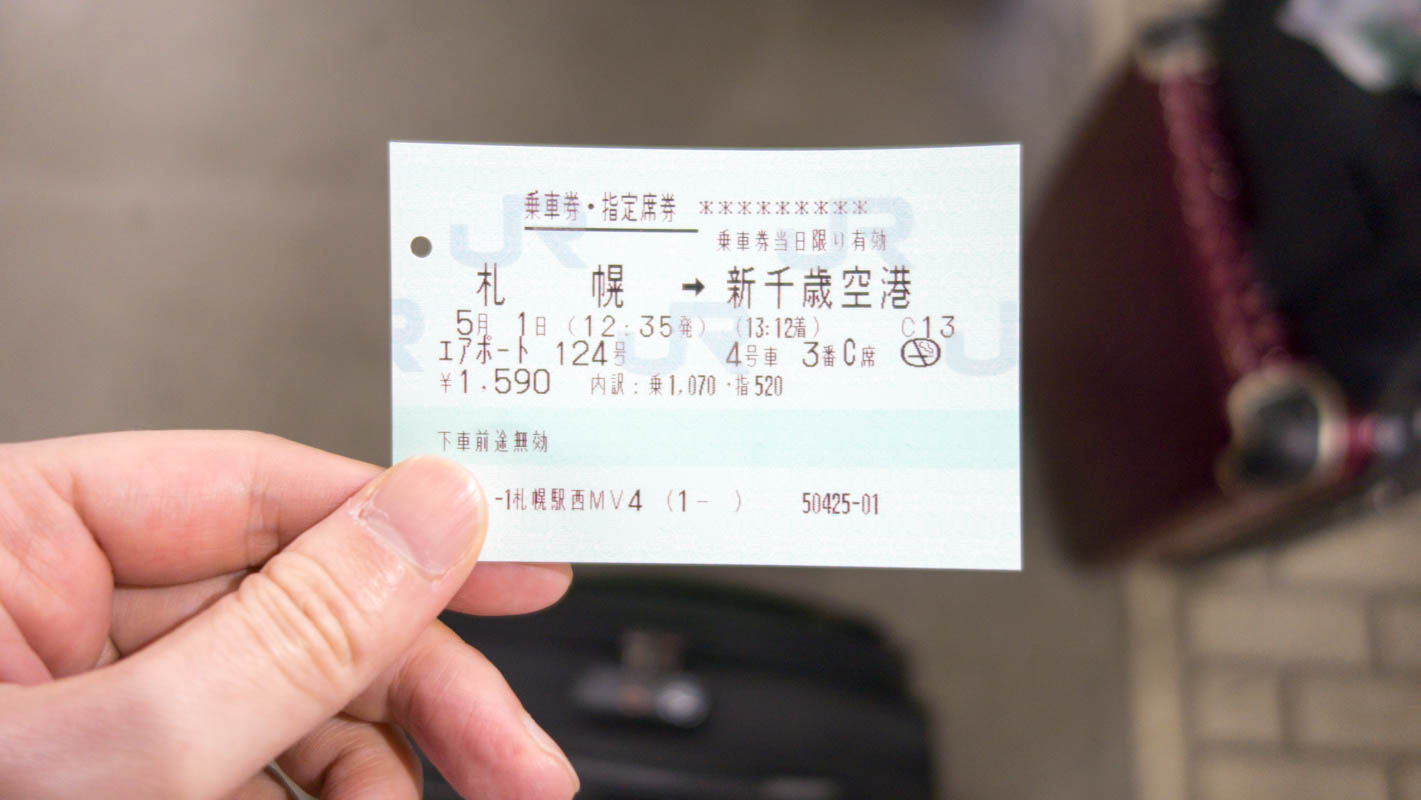 乗車券・指定席券 *********
乗車券当日限り有効
札 幌 → 新千歳空港
5月 1日 (12:35発) (13:12着) C13
エアポート 124号 4号車 3番C席
¥1,590 内訳:乗1,070・指520
下車前途無効
-1札幌駅西MV4 (1- ) 50425-01